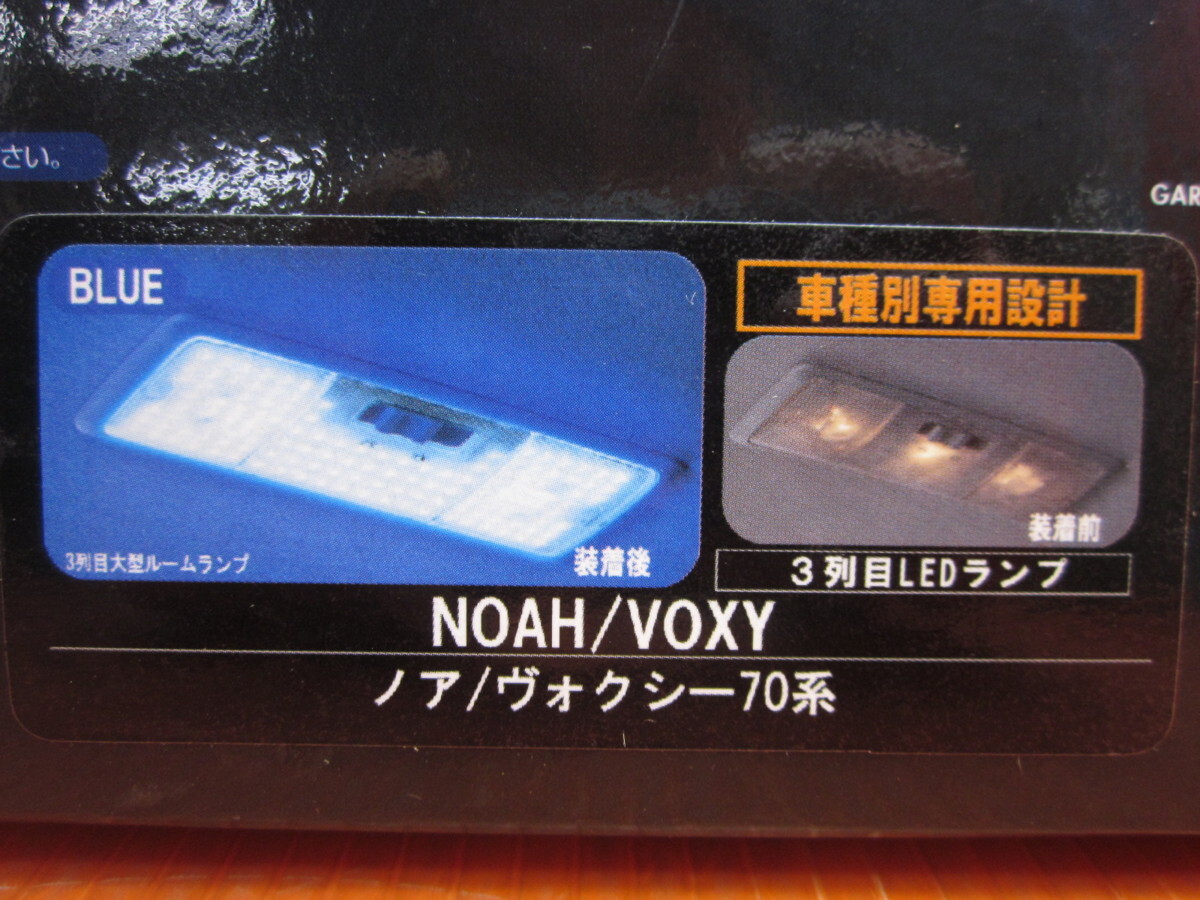 さい。
GAR
BLUE
車種別専用設計
3列目大型ルームランプ
装着後
装着前
3列目LEDランプ
NOAH/VOXY
ノア/ヴォクシー70系